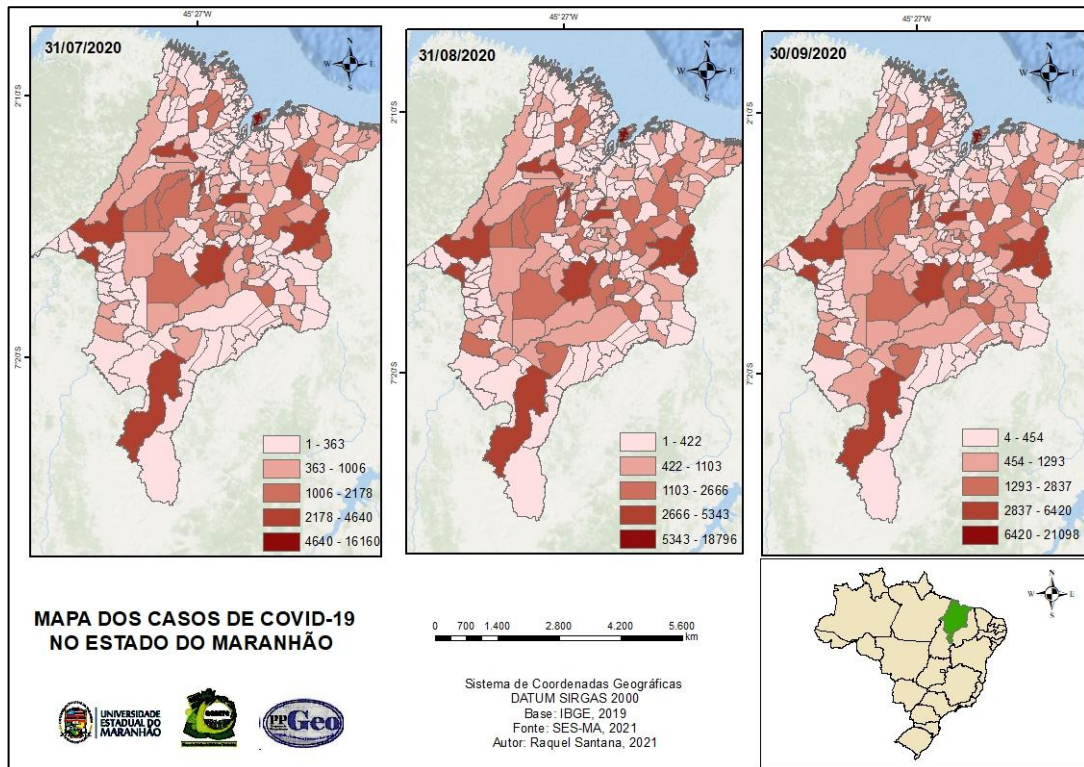 45°27'W
45°27'W
45°27'W
31/07/2020
31/08/2020
30/09/2020
N
W E
S
N
W E
S
N
W E
S
2°10'S
2°10'S
2°10'S
7°20'S
7°20'S
7°20'S
1 - 363
363 - 1006
1006 - 2178
2178 - 4640
4640 - 16160
1 - 422
422 - 1103
1103 - 2666
2666 - 5343
5343 - 18796
4 - 454
454 - 1293
1293 - 2837
2837 - 6420
6420 - 21098
MAPA DOS CASOS DE COVID-19
NO ESTADO DO MARANHÃO
0 700 1.400 2.800 4.200 5.600
km
N
W E
S
UNIVERSIDADE
ESTADUAL DO
MARANHÃO
PPGeo
Sistema de Coordenadas Geográficas
DATUM SIRGAS 2000
Base: IBGE, 2019
Fonte: SES-MA, 2021
Autor: Raquel Santana, 2021